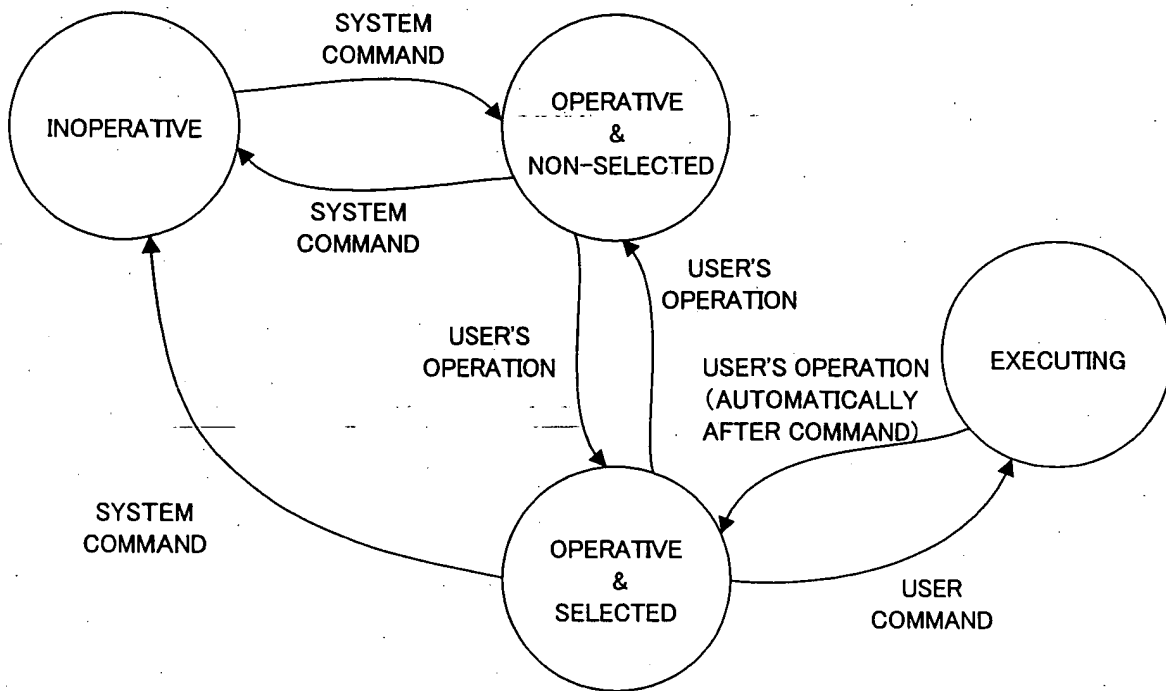 SYSTEM
COMMAND
INOPERATIVE
OPERATIVE
&
NON-SELECTED
SYSTEM
COMMAND
USER'S
OPERATION
USER'S
OPERATION
USER'S OPERATION
(AUTOMATICALLY
AFTER COMMAND)
EXECUTING
SYSTEM
COMMAND
OPERATIVE
&
SELECTED
USER
COMMAND